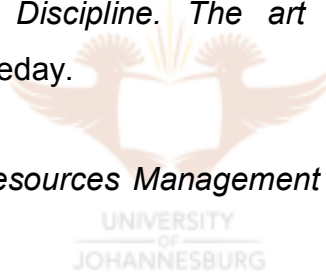 Discipline. The art
eday.
esources Management
UNIVERSITY
OF
JOHANNESBURG